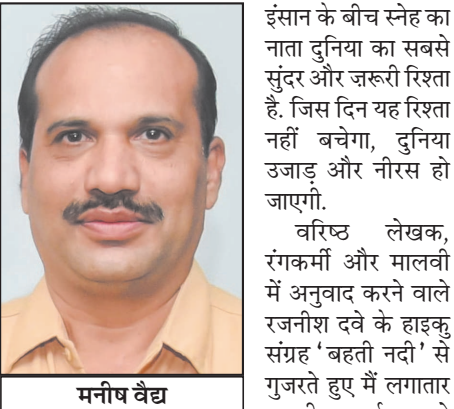 इंसान के बीच स्नेह का
नाता दुनिया का सबसे
सुंदर और ज़रूरी रिश्ता
है. जिस दिन यह रिश्ता
नहीं बचेगा, दुनिया
उजाड़ और नीरस हो
जाएगी.
वरिष्ठ लेखक,
रंगकर्मी और मालवी
में अनुवाद करने वाले
रजनीश दवे के हाइकु
संग्रह ‘बहती नदी’ से
गुजरते हुए मैं लगातार
मनीष वैद्य